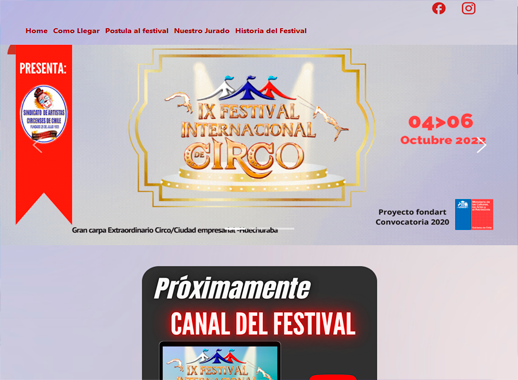 Home Como Llegar Postula al festival Nuestro Jurado Historia del Festival
PRESENTA:
SINDICATO DE ARTISTAS
CIRCENSES DE CHILE
IX FESTIVAL
INTERNACIONAL
DE CIRCO
04>06
Octubre 2022
Proyecto fondart
Convocatoria 2020
Gran carpa Extraordinario Circo/Ciudad empresarial -Huechuraba
Próximamente
CANAL DEL FESTIVAL
IX FESTIVAL
INTERNACIONAL